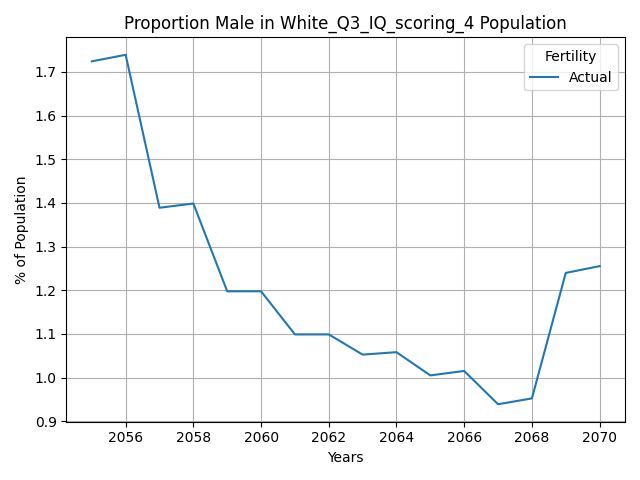 Proportion Male in White_Q3_IQ_scoring_4 Population
Fertility
Actual
% of Population
1.7
1.6
1.5
1.4
1.3
1.2
1.1
1.0
0.9
2056 2058 2060 2062 2064 2066 2068 2070
Years